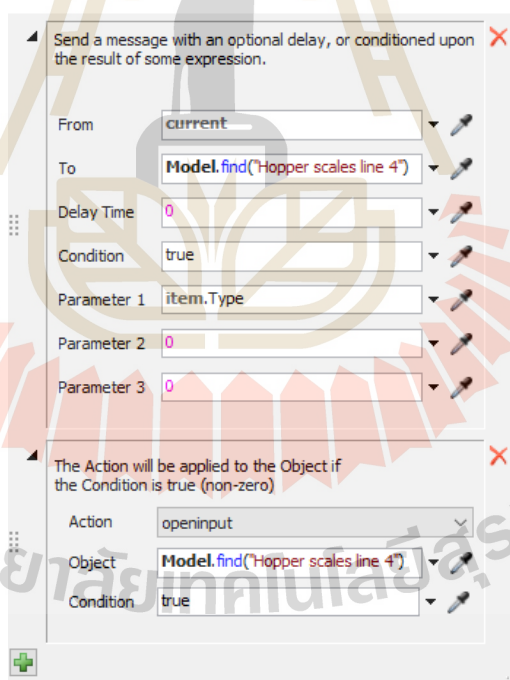 Send a message with an optional delay, or conditioned upon
the result of some expression.
From current
To Model.find("Hopper scales line 4")
Delay Time 0
Condition true
Parameter 1 item.Type
Parameter 2 0
Parameter 3 0
The Action will be applied to the Object if
the Condition is true (non-zero)
Action openinput
Object Model.find("Hopper scales line 4")
Condition true